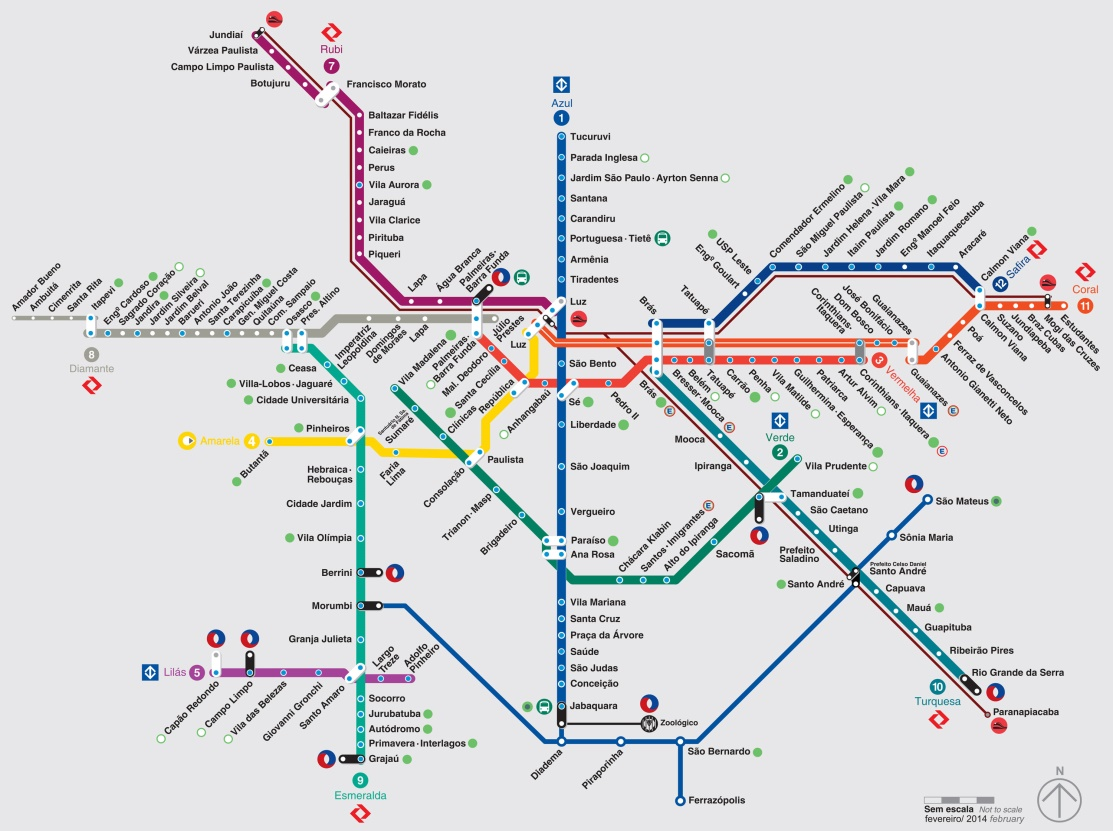 Jundiaí
Várzea Paulista
Campo Limpo Paulista
Botujuru
Rubi
7
Francisco Morato
Baltazar Fidélis
Franco da Rocha
Caieiras
Perus
Vila Aurora
Jaraguá
Vila Clarice
Pirituba
Piqueri
Lapa
Água Branca
Palmeiras-
Barra Funda
Azul
1
Tucuruvi
Parada Inglesa
Jardim São Paulo - Ayrton Senna
Santana
Carandiru
Portuguesa - Tietê
Armênia
Tiradentes
Luz
São Bento
Sé
Liberdade
São Joaquim
Vergueiro
Paraíso
Ana Rosa
Vila Mariana
Santa Cruz
Praça da Árvore
Saúde
São Judas
Conceição
Jabaquara
Zoológico
Amador Bueno
Ambuitá
Cimenrita
Santa Rita
Itapevi
Engº Cardoso
Sagrado Coração
Jandira
Jardim Silveira
Jardim Belval
Barueri
Antonio João
Santa Terezinha
Carapicuíba
Gen. Miguel Costa
Quitaúna
Com. Sampaio
Osasco
Pres. Altino
Imperatriz
Leopoldina
Domingos
de Moraes
Lapa
Palmeiras-
Barra Funda
Júlio
Prestes
Luz
8
Diamante
Ceasa
Villa-Lobos - Jaguaré
Cidade Universitária
Pinheiros
Hebraica -
Rebouças
Cidade Jardim
Vila Olímpia
Berrini
Morumbi
Granja Julieta
Socorro
Jurubatuba
Autódromo
Primavera - Interlagos
Grajaú
9
Esmeralda
Amarela 4
Butantã
Faria
Lima
Paulista
República
Vila Madalena
Sumaré
Clínicas
Consolação
Trianon - Masp
Brigadeiro
Chácara Klabin
Santos - Imigrantes
Alto do Ipiranga
Sacomã
Tamanduateí
Vila Prudente
Verde
2
Mal. Deodoro
Santa Cecília
Anhangabaú
Pedro II
Brás
Bresser - Mooca
Belém
Tatuapé
Carrão
Penha
Vila Matilde
Guilhermina - Esperança
Patriarca
Artur Alvim
Corinthians - Itaquera
3
Vermelha
Brás
Tatuapé
Engº Goulart
USP Leste
Comendador Ermelino
São Miguel Paulista
Jardim Helena - Vila Mara
Itaim Paulista
Jardim Romano
Engº Manoel Feio
Itaquaquecetuba
Aracaré
Calmon Viana
12 Safira
Corinthians-
Itaquera
Dom Bosco
José Bonifácio
Guaianazes
Guaianazes
Antonio Gianetti Neto
Ferraz de Vasconcelos
Poá
Calmon Viana
Suzano
Jundiapeba
Braz Cubas
Mogi das Cruzes
Estudantes
Coral
11
Mooca
Ipiranga
São Caetano
Utinga
Prefeito
Saladino
Prefeito Celso Daniel
Santo André
Capuava
Mauá
Guapituba
Ribeirão Pires
Rio Grande da Serra
Paranapiacaba
10
Turquesa
São Mateus
Sônia Maria
Santo André
São Bernardo
Ferrazópolis
Piraporinha
Diadema
Lilás 5
Capão Redondo
Campo Limpo
Vila das Belezas
Giovanni Gronchi
Santo Amaro
Largo
Treze
Adolfo
Pinheiro
E
E
E
E
E
N
Sem escala Not to scale
fevereiro/ 2014 february